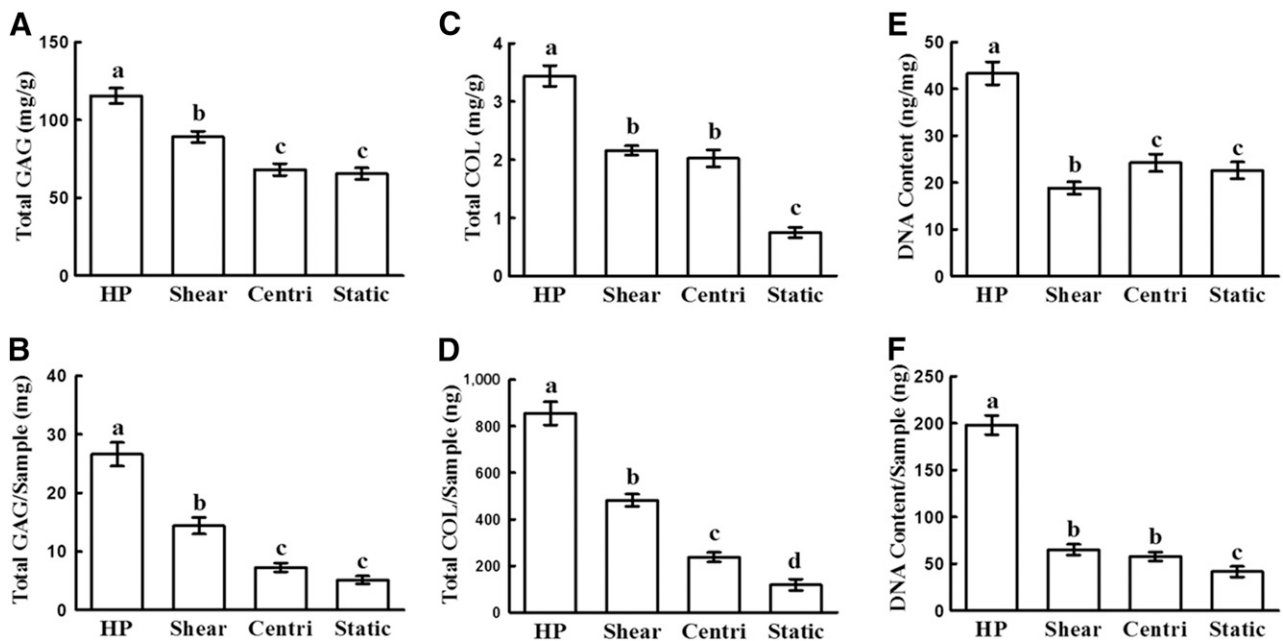 A
Total GAG (mg/g)
150
100
50
0
a
b
c
c
HP Shear Centri Static
C
Total COL (mg/g)
4
3
2
1
0
a
b
b
c
HP Shear Centri Static
E
DNA Content (ng/mg)
50
40
30
20
10
0
a
b
c
c
HP Shear Centri Static
B
Total GAG/Sample (mg)
40
30
20
10
0
a
b
c
c
HP Shear Centri Static
D
Total COL/Sample (ng)
1,000
800
600
400
200
0
a
b
c
d
HP Shear Centri Static
F
DNA Content/Sample (ng)
250
200
150
100
50
0
a
b
b
c
HP Shear Centri Static